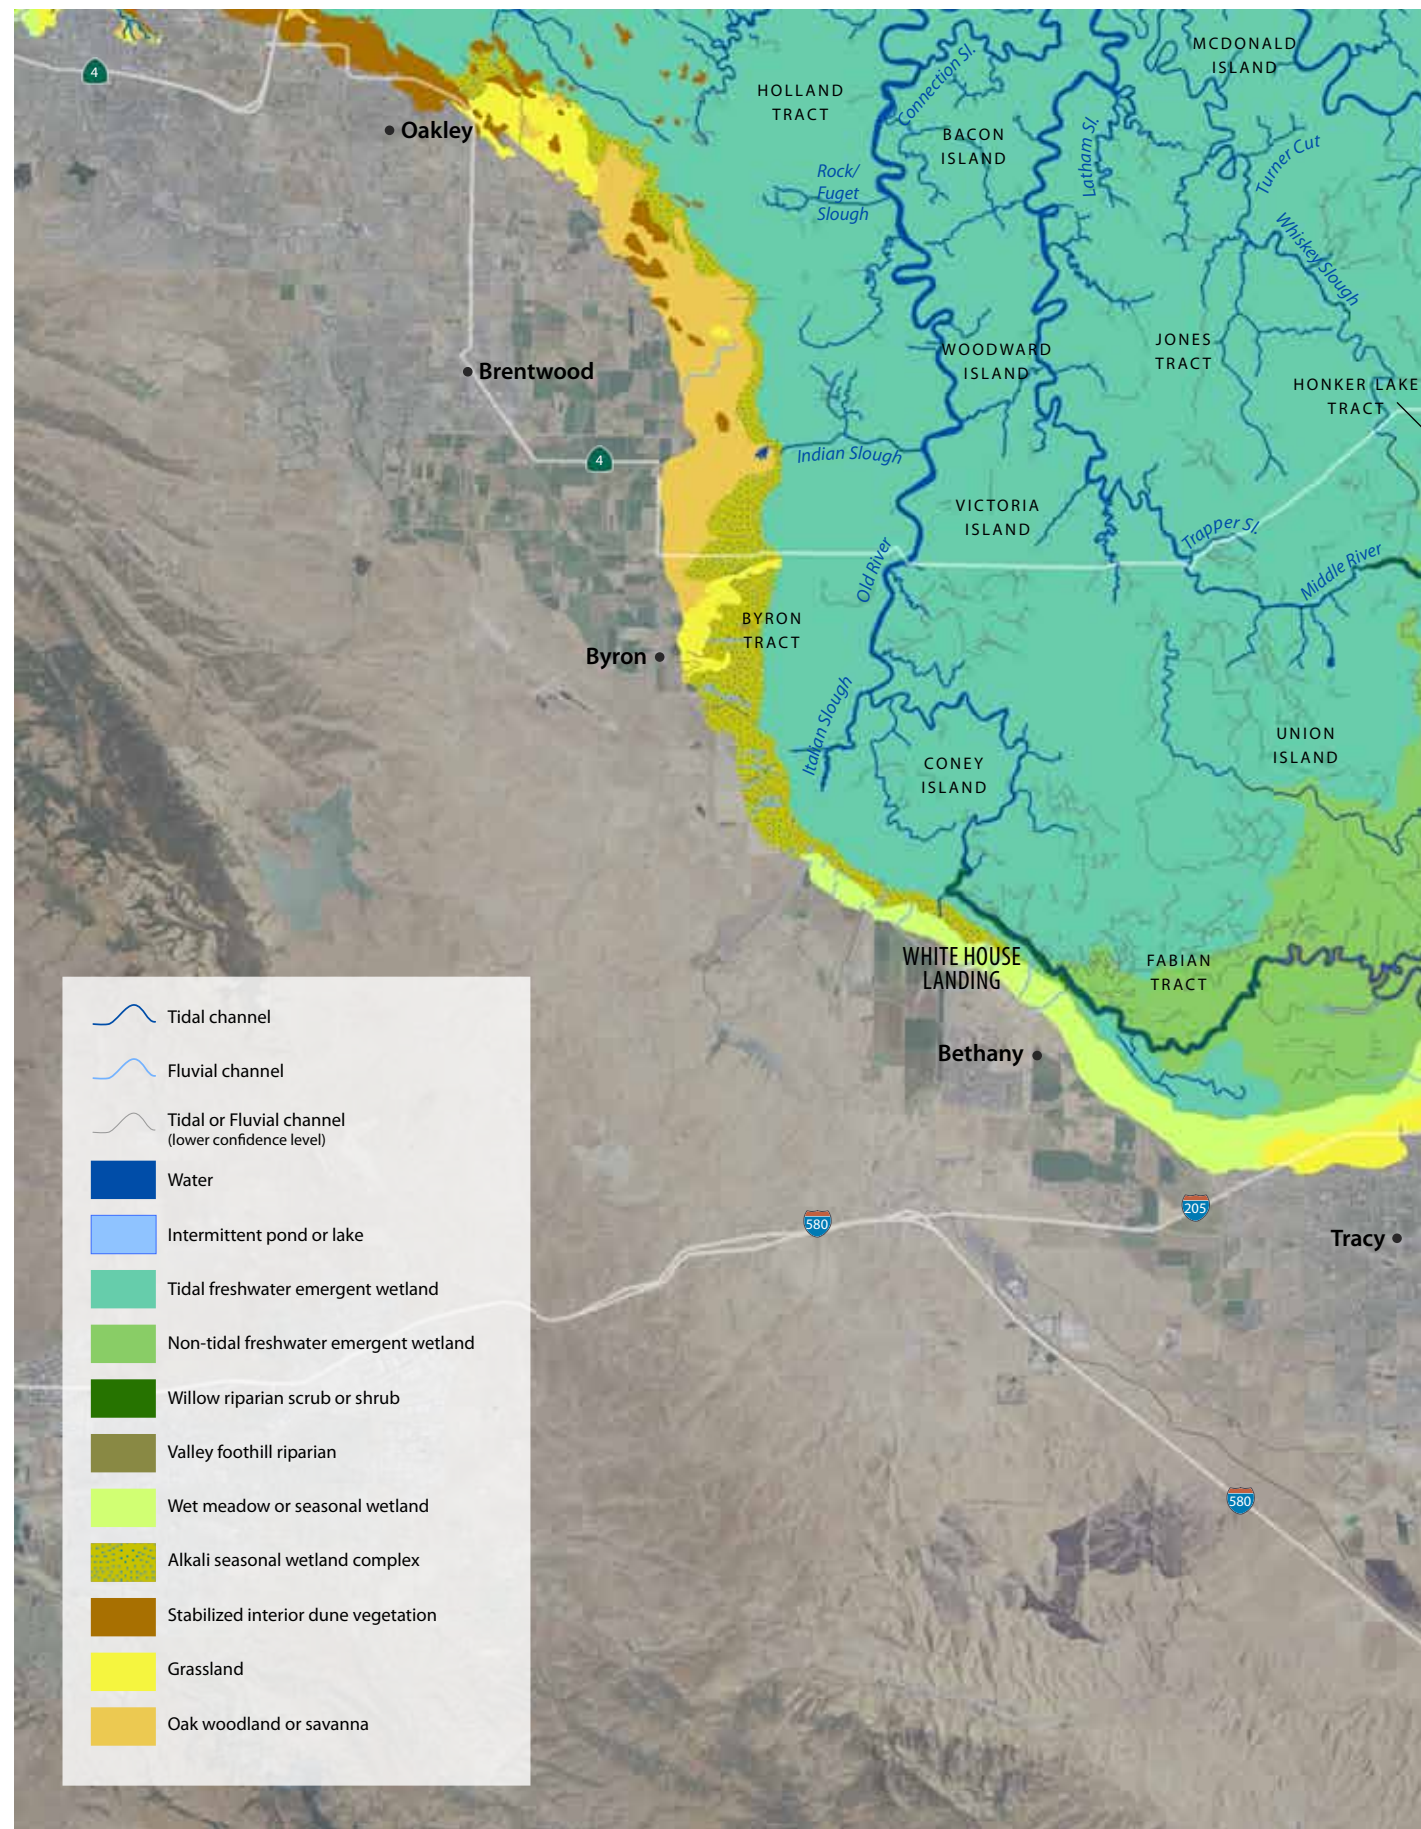 MCDONALD
ISLAND
4
Connection Sl.
HOLLAND
TRACT
Oakley
BACON
ISLAND
Latham Sl.
Turner Cut
Rock/
Fuget
Slough
Whiskey Slough
WOODWARD
ISLAND
JONES
TRACT
Brentwood
HONKER LAKE
TRACT
4
Indian Slough
VICTORIA
ISLAND
Trapper Sl.
Old River
Middle River
BYRON
TRACT
Byron
Italian Slough
UNION
ISLAND
CONEY
ISLAND
WHITE HOUSE
LANDING
FABIAN
TRACT
Bethany
205
580
Tracy
580
Tidal channel
Fluvial channel
Tidal or Fluvial channel
(lower confidence level)
Water
Intermittent pond or lake
Tidal freshwater emergent wetland
Non-tidal freshwater emergent wetland
Willow riparian scrub or shrub
Valley foothill riparian
Wet meadow or seasonal wetland
Alkali seasonal wetland complex
Stabilized interior dune vegetation
Grassland
Oak woodland or savanna